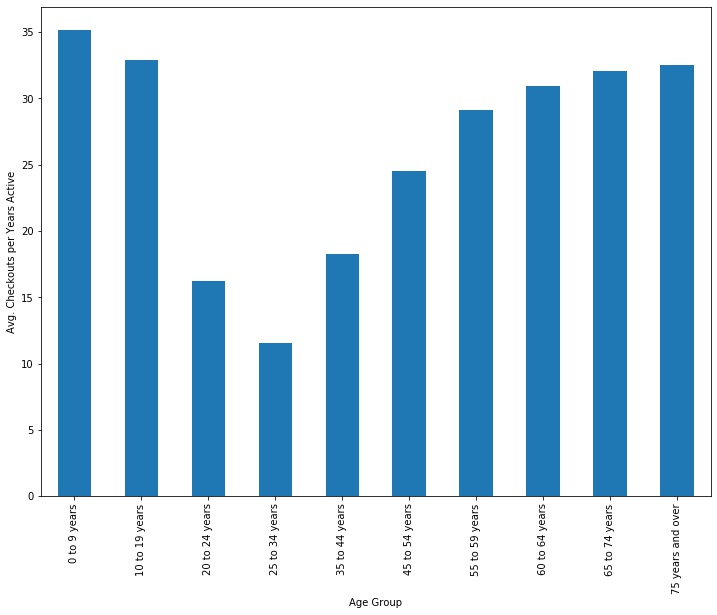 Avg. Checkouts per Years Active
35
30
25
20
15
10
5
0
0 to 9 years
10 to 19 years
20 to 24 years
25 to 34 years
35 to 44 years
45 to 54 years
55 to 59 years
60 to 64 years
65 to 74 years
75 years and over
Age Group